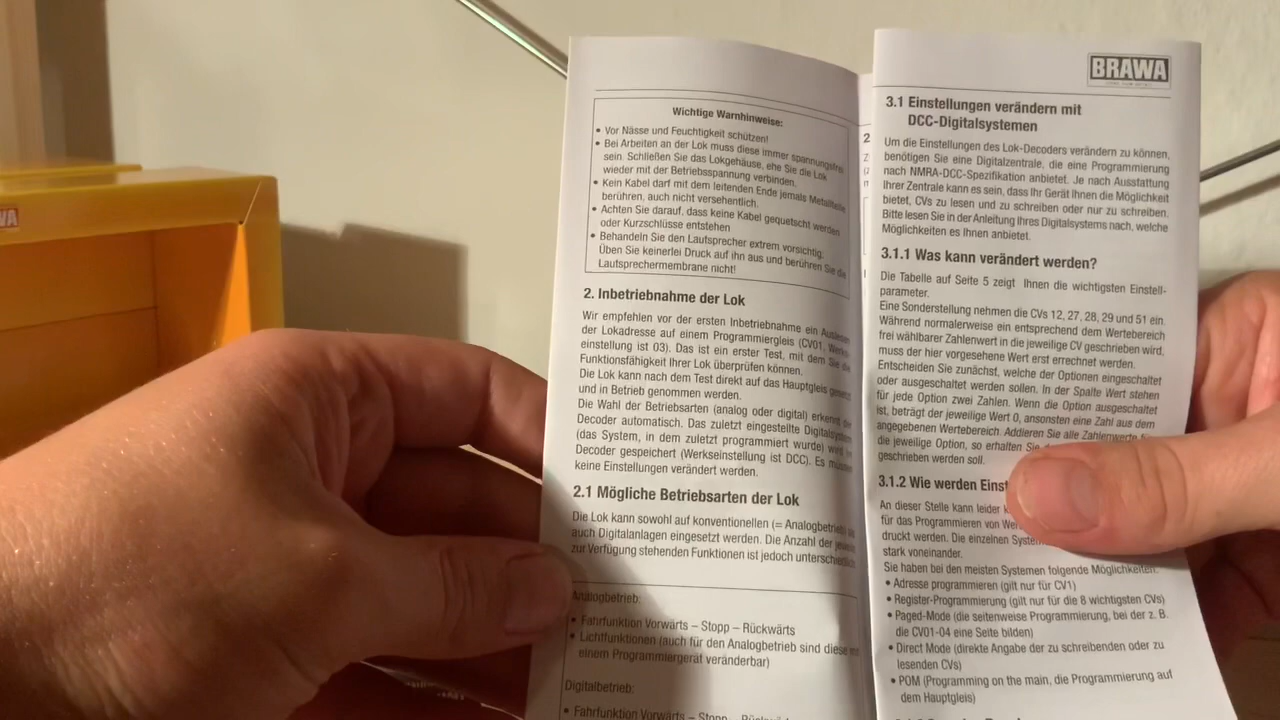 VA
Wichtige Warnhinweise:
• Vor Nässe und Feuchtigkeit schützen!
• Bei Arbeiten an der Lok muss diese immer spannungsfrei
sein. Schließen Sie das Lokgehäuse, ehe Sie die Lok
wieder mit der Betriebsspannung verbinden.
• Kein Kabel darf mit dem leitenden Ende jemals Metallteile
berühren, auch nicht versehentlich.
• Achten Sie darauf, dass keine Kabel gequetscht werden
oder Kurzschlüsse entstehen
• Behandeln Sie den Lautsprecher extrem vorsichtig.
Üben Sie keinerlei Druck auf ihn aus und berühren Sie die
Lautsprechermembrane nicht!
2. Inbetriebnahme der Lok
Wir empfehlen vor der ersten Inbetriebnahme ein Auslesen
der Lokadresse auf einem Programmiergleis (CV01, Werks-
einstellung ist 03). Das ist ein erster Test, mit dem Sie die
Funktionsfähigkeit Ihrer Lok überprüfen können.
Die Lok kann nach dem Test direkt auf das Hauptgleis gesetzt
und in Betrieb genommen werden.
Die Wahl der Betriebsarten (analog oder digital) erkennt der
Decoder automatisch. Das zuletzt eingestellte Digitalsystem
(das System, in dem zuletzt programmiert wurde) wird im
Decoder gespeichert (Werkseinstellung ist DCC). Es müssen
keine Einstellungen verändert werden.
2.1 Mögliche Betriebsarten der Lok
Die Lok kann sowohl auf konventionellen (= Analogbetrieb) als
auch Digitalanlagen eingesetzt werden. Die Anzahl der jeweils
zur Verfügung stehenden Funktionen ist jedoch unterschiedlich
Analogbetrieb:
• Fahrfunktion Vorwärts – Stopp – Rückwärts
• Lichtfunktionen (auch für den Analogbetrieb sind diese mit
einem Programmiergerät veränderbar)
Digitalbetrieb:
• Fahrfunktion Vorwärts – Stopp – Rückwärts
2
BRAWA
3.1 Einstellungen verändern mit
DCC-Digitalsystemen
Um die Einstellungen des Lok-Decoders verändern zu können,
benötigen Sie eine Digitalzentrale, die eine Programmierung
nach NMRA-DCC-Spezifikation anbietet. Je nach Ausstattung
Ihrer Zentrale kann es sein, dass Ihr Gerät Ihnen die Möglichkeit
bietet, CVs zu lesen und zu schreiben oder nur zu schreiben.
Bitte lesen Sie in der Anleitung Ihres Digitalsystems nach, welche
Möglichkeiten es Ihnen anbietet.
3.1.1 Was kann verändert werden?
Die Tabelle auf Seite 5 zeigt Ihnen die wichtigsten Einstell-
parameter.
Eine Sonderstellung nehmen die CVs 12, 27, 28, 29 und 51 ein.
Während normalerweise ein entsprechend dem Wertebereich
frei wählbarer Zahlenwert in die jeweilige CV geschrieben wird,
muss der hier vorgesehene Wert erst errechnet werden.
Entscheiden Sie zunächst, welche der Optionen eingeschaltet
oder ausgeschaltet werden sollen. In der Spalte Wert stehen
für jede Option zwei Zahlen. Wenn die Option ausgeschaltet
ist, beträgt der jeweilige Wert 0, ansonsten eine Zahl aus dem
angegebenen Wertebereich. Addieren Sie alle Zahlenwerte für
die jeweilige Option, so erhalten Sie
geschrieben werden soll.
3.1.2 Wie werden Einst
An dieser Stelle kann leider k
für das Programmieren von Wer
druckt werden. Die einzelnen System
stark voneinander.
Sie haben bei den meisten Systemen folgende Möglichkeiten:
• Adresse programmieren (gilt nur für CV1)
• Register-Programmierung (gilt nur für die 8 wichtigsten CVs)
• Paged-Mode (die seitenweise Programmierung, bei der z. B.
die CV01-04 eine Seite bilden)
• Direct Mode (direkte Angabe der zu schreibenden oder zu
lesenden CVs)
• POM (Programming on the main, die Programmierung auf
dem Hauptgleis)